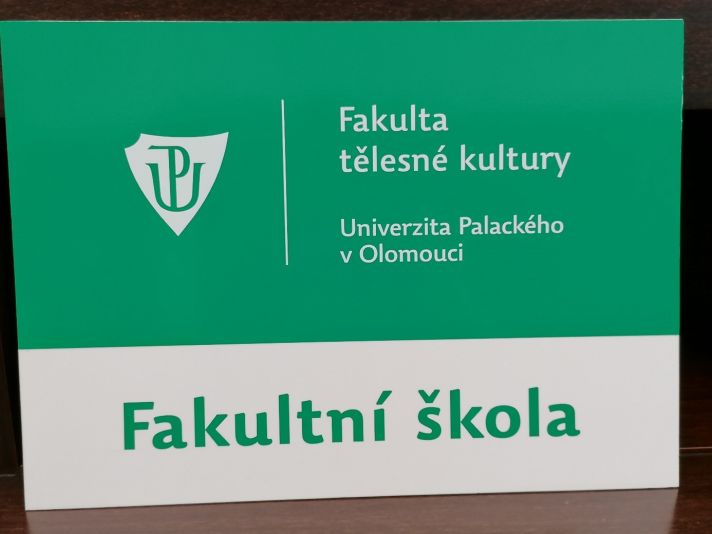 UP
Fakulta
tělesné kultury
Univerzita Palackého
v Olomouci
Fakultní škola